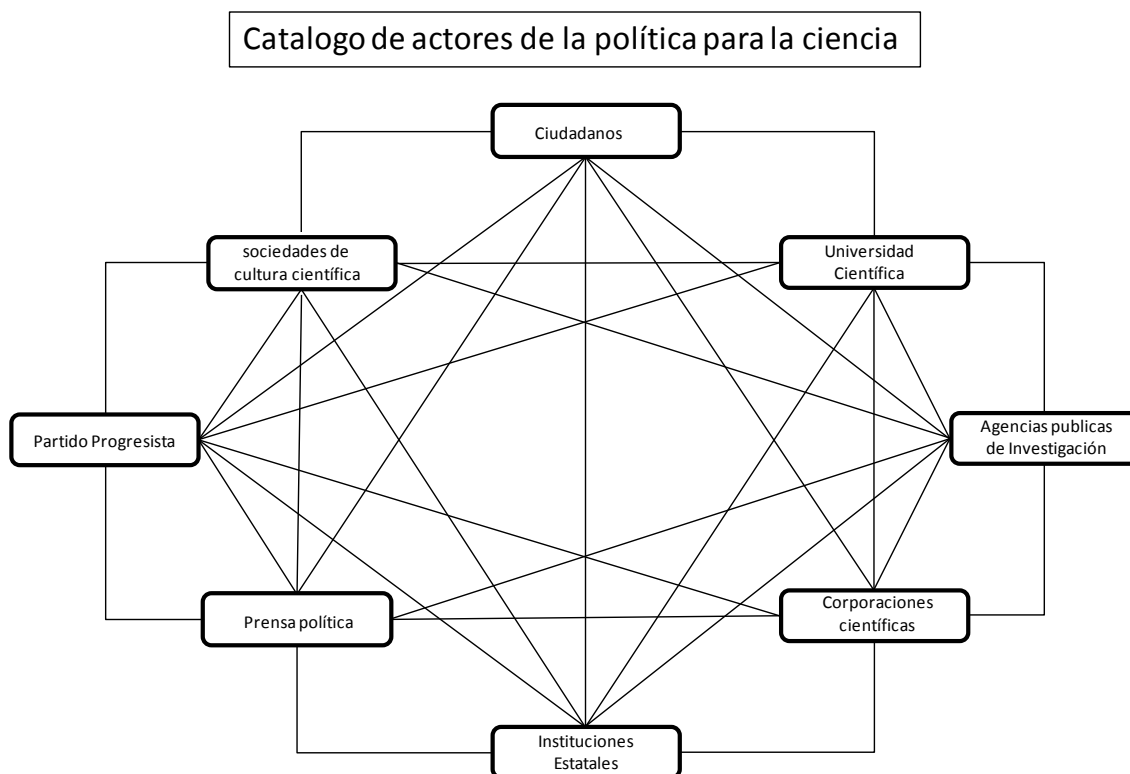 Catalogo de actores de la política para la ciencia
Ciudadanos
sociedades de
cultura científica
Universidad
Científica
Partido Progresista
Agencias publicas
de Investigación
Prensa política
Corporaciones
científicas
Instituciones
Estatales